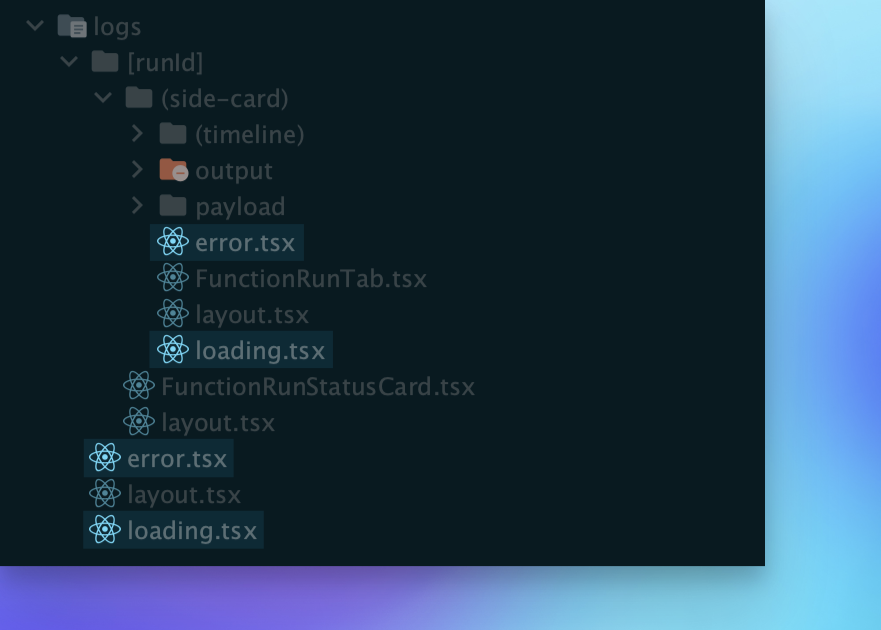 logs
[runId]
(side-card)
(timeline)
output
payload
error.tsx
FunctionRunTab.tsx
layout.tsx
loading.tsx
FunctionRunStatusCard.tsx
layout.tsx
error.tsx
layout.tsx
loading.tsx